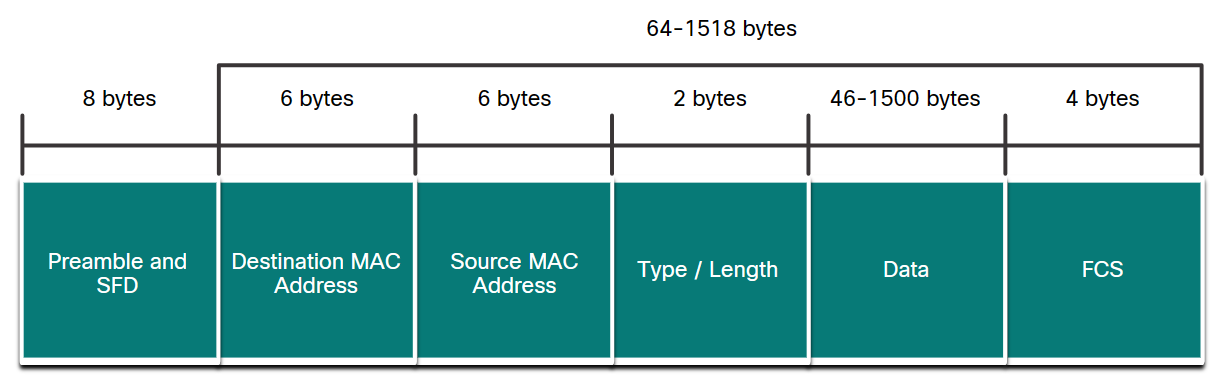 64-1518 bytes
8 bytes
6 bytes
6 bytes
2 bytes
46-1500 bytes
4 bytes
Preamble and
SFD
Destination MAC
Address
Source MAC
Address
Type / Length
Data
FCS